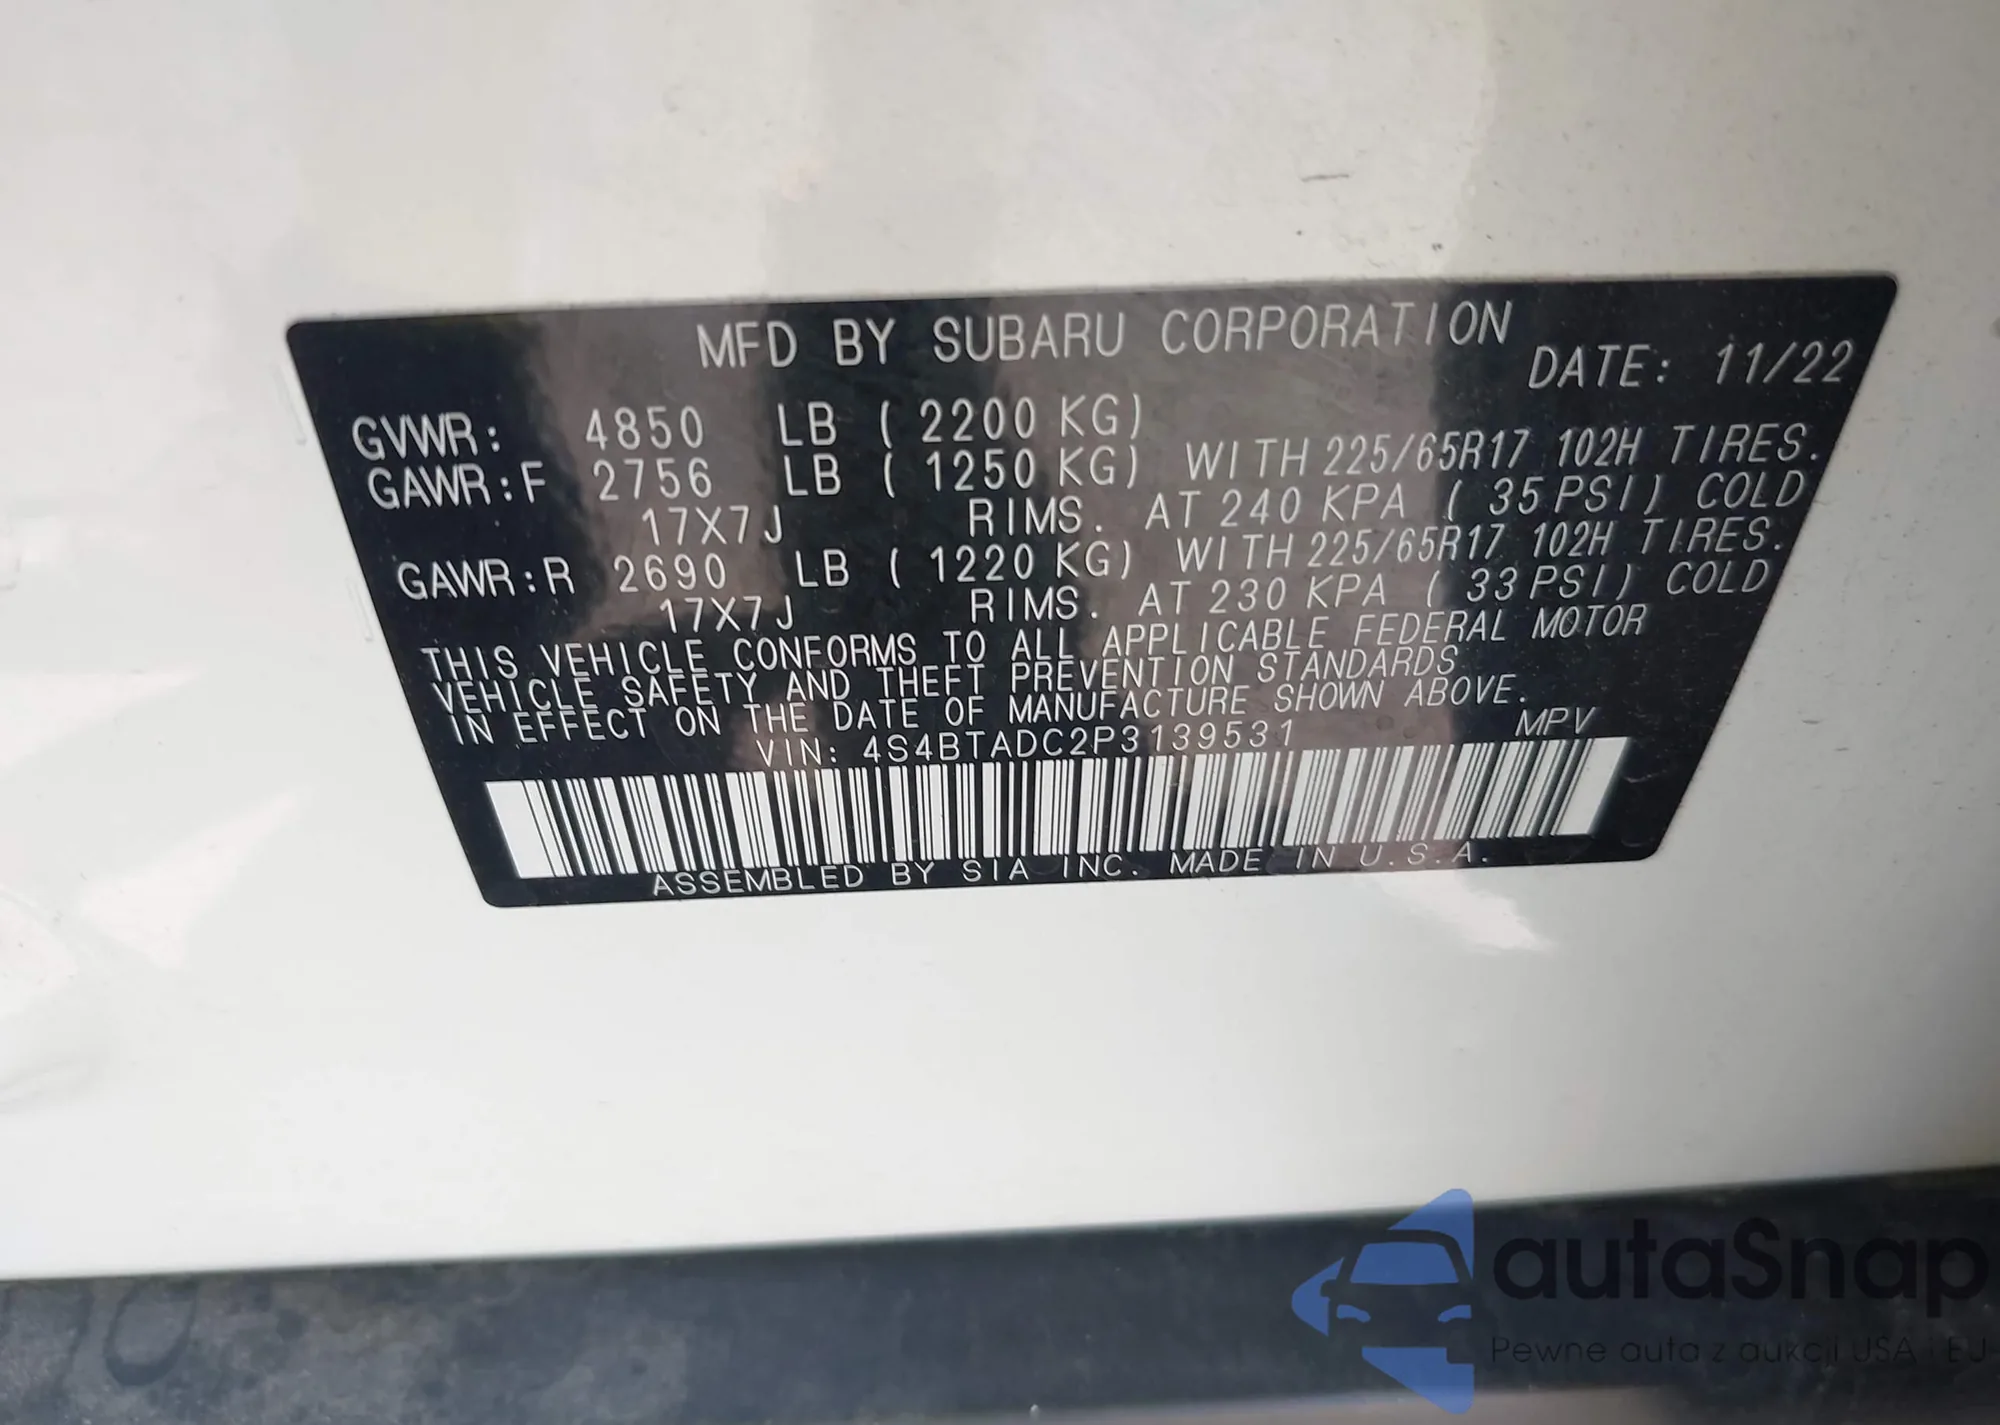 MFD BY SUBARU CORPORATION
DATE: 11/22
GVWR: 4850 LB ( 2200 KG)
GAWR:F 2756 LB ( 1250 KG) WITH 225/65R17 102H TIRES.
17X7J RIMS. AT 240 KPA ( 35 PSI) COLD
GAWR:R 2690 LB ( 1220 KG) WITH 225/65R17 102H TIRES.
17X7J RIMS. AT 230 KPA ( 33 PSI) COLD
THIS VEHICLE CONFORMS TO ALL APPLICABLE FEDERAL MOTOR
VEHICLE SAFETY AND THEFT PREVENTION STANDARDS
IN EFFECT ON THE DATE OF MANUFACTURE SHOWN ABOVE.
VIN: 4S4BTADC2P3139531 MPV
ASSEMBLED BY SIA INC. MADE IN U.S.A.
autaSnap
Pewne auta z aukcji USA i EU